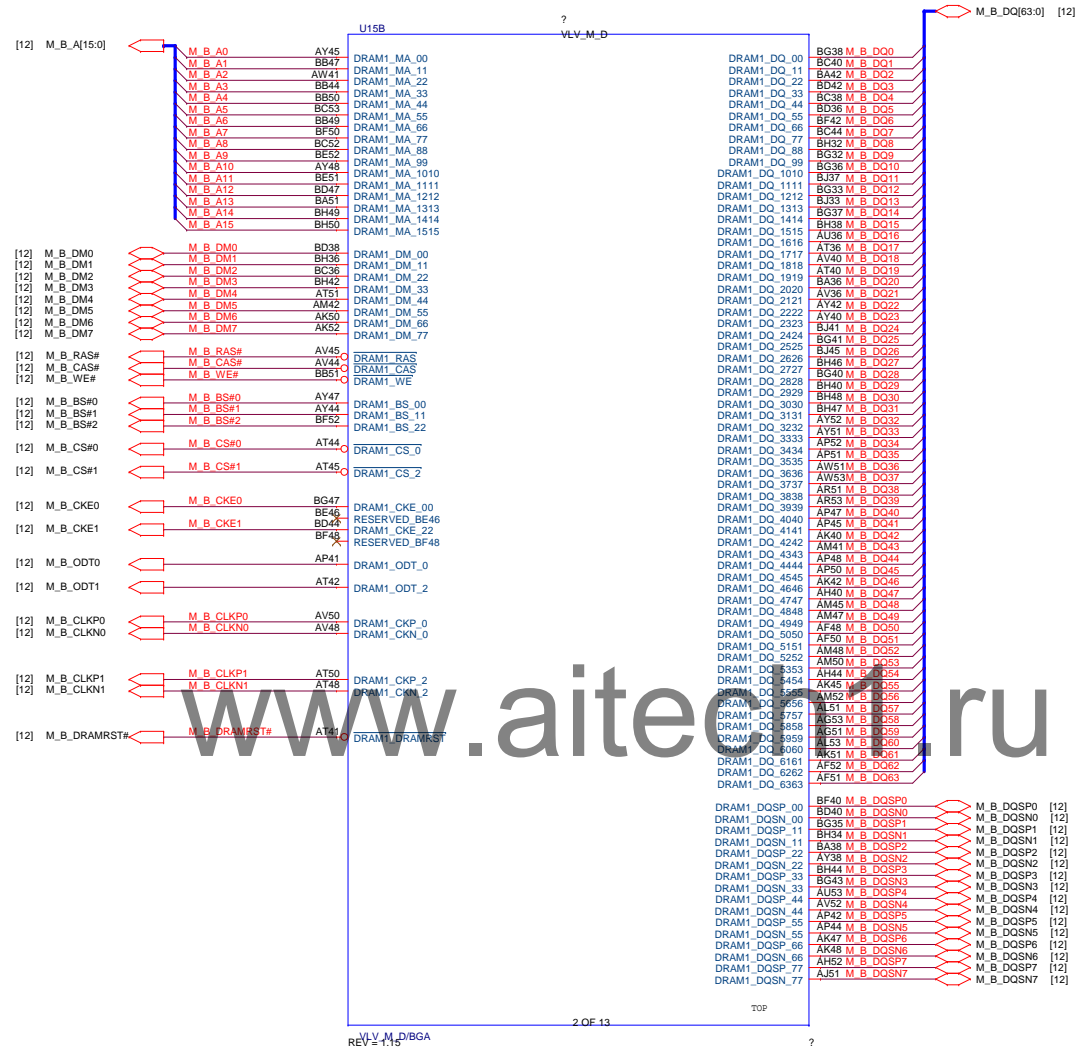 ?
U15B
VLV_M_D
M_B_DQ[63:0] [12]
[12] M_B_A[15:0]
M_B_A0 AY45 DRAM1_MA_00
M_B_A1 BB47 DRAM1_MA_11
M_B_A2 AW41 DRAM1_MA_22
M_B_A3 BB44 DRAM1_MA_33
M_B_A4 BB50 DRAM1_MA_44
M_B_A5 BC53 DRAM1_MA_55
M_B_A6 BB49 DRAM1_MA_66
M_B_A7 BF50 DRAM1_MA_77
M_B_A8 BC52 DRAM1_MA_88
M_B_A9 BE52 DRAM1_MA_99
M_B_A10 AY48 DRAM1_MA_1010
M_B_A11 BE51 DRAM1_MA_1111
M_B_A12 BD47 DRAM1_MA_1212
M_B_A13 BA51 DRAM1_MA_1313
M_B_A14 BH49 DRAM1_MA_1414
M_B_A15 BH50 DRAM1_MA_1515
[12] M_B_DM0 M_B_DM0 BD38 DRAM1_DM_00
[12] M_B_DM1 M_B_DM1 BH36 DRAM1_DM_11
[12] M_B_DM2 M_B_DM2 BC36 DRAM1_DM_22
[12] M_B_DM3 M_B_DM3 BH42 DRAM1_DM_33
[12] M_B_DM4 M_B_DM4 AT51 DRAM1_DM_44
[12] M_B_DM5 M_B_DM5 AM42 DRAM1_DM_55
[12] M_B_DM6 M_B_DM6 AK50 DRAM1_DM_66
[12] M_B_DM7 M_B_DM7 AK52 DRAM1_DM_77
[12] M_B_RAS# M_B_RAS# AV45 DRAM1_RAS
[12] M_B_CAS# M_B_CAS# AV44 DRAM1_CAS
[12] M_B_WE# M_B_WE# BB51 DRAM1_WE
[12] M_B_BS#0 M_B_BS#0 AY47 DRAM1_BS_00
[12] M_B_BS#1 M_B_BS#1 AY44 DRAM1_BS_11
[12] M_B_BS#2 M_B_BS#2 BF52 DRAM1_BS_22
[12] M_B_CS#0 M_B_CS#0 AT44 DRAM1_CS_0
[12] M_B_CS#1 M_B_CS#1 AT45 DRAM1_CS_2
[12] M_B_CKE0 M_B_CKE0 BG47 DRAM1_CKE_00
BE46 RESERVED_BE46
[12] M_B_CKE1 M_B_CKE1 BD44 DRAM1_CKE_22
BF48 RESERVED_BF48
[12] M_B_ODT0 AP41 DRAM1_ODT_0
[12] M_B_ODT1 AT42 DRAM1_ODT_2
[12] M_B_CLKP0 M_B_CLKP0 AV50 DRAM1_CKP_0
[12] M_B_CLKN0 M_B_CLKN0 AV48 DRAM1_CKN_0
[12] M_B_CLKP1 M_B_CLKP1 AT50 DRAM1_CKP_2
[12] M_B_CLKN1 M_B_CLKN1 AT48 DRAM1_CKN_2
[12] M_B_DRAMRST# M_B_DRAMRST# AT41 DRAM1_DRAMRST
DRAM1_DQ_00 BG38 M_B_DQ0
DRAM1_DQ_11 BC40 M_B_DQ1
DRAM1_DQ_22 BA42 M_B_DQ2
DRAM1_DQ_33 BD42 M_B_DQ3
DRAM1_DQ_44 BC38 M_B_DQ4
DRAM1_DQ_55 BD36 M_B_DQ5
DRAM1_DQ_66 BF42 M_B_DQ6
DRAM1_DQ_77 BC44 M_B_DQ7
DRAM1_DQ_88 BH32 M_B_DQ8
DRAM1_DQ_99 BG32 M_B_DQ9
DRAM1_DQ_1010 BG36 M_B_DQ10
DRAM1_DQ_1111 BJ37 M_B_DQ11
DRAM1_DQ_1212 BG33 M_B_DQ12
DRAM1_DQ_1313 BJ33 M_B_DQ13
DRAM1_DQ_1414 BG37 M_B_DQ14
DRAM1_DQ_1515 BH38 M_B_DQ15
DRAM1_DQ_1616 AU36 M_B_DQ16
DRAM1_DQ_1717 AT36 M_B_DQ17
DRAM1_DQ_1818 AV40 M_B_DQ18
DRAM1_DQ_1919 AT40 M_B_DQ19
DRAM1_DQ_2020 BA36 M_B_DQ20
DRAM1_DQ_2121 AV36 M_B_DQ21
DRAM1_DQ_2222 AY42 M_B_DQ22
DRAM1_DQ_2323 AY40 M_B_DQ23
DRAM1_DQ_2424 BJ41 M_B_DQ24
DRAM1_DQ_2525 BG41 M_B_DQ25
DRAM1_DQ_2626 BJ45 M_B_DQ26
DRAM1_DQ_2727 BH46 M_B_DQ27
DRAM1_DQ_2828 BG40 M_B_DQ28
DRAM1_DQ_2929 BH40 M_B_DQ29
DRAM1_DQ_3030 BH48 M_B_DQ30
DRAM1_DQ_3131 BH47 M_B_DQ31
DRAM1_DQ_3232 AY52 M_B_DQ32
DRAM1_DQ_3333 AY51 M_B_DQ33
DRAM1_DQ_3434 AP52 M_B_DQ34
DRAM1_DQ_3535 AP51 M_B_DQ35
DRAM1_DQ_3636 AW51 M_B_DQ36
DRAM1_DQ_3737 AW53 M_B_DQ37
DRAM1_DQ_3838 AR51 M_B_DQ38
DRAM1_DQ_3939 AR53 M_B_DQ39
DRAM1_DQ_4040 AP47 M_B_DQ40
DRAM1_DQ_4141 AP45 M_B_DQ41
DRAM1_DQ_4242 AK40 M_B_DQ42
DRAM1_DQ_4343 AM41 M_B_DQ43
DRAM1_DQ_4444 AP48 M_B_DQ44
DRAM1_DQ_4545 AP50 M_B_DQ45
DRAM1_DQ_4646 AK42 M_B_DQ46
DRAM1_DQ_4747 AH40 M_B_DQ47
DRAM1_DQ_4848 AM45 M_B_DQ48
DRAM1_DQ_4949 AM47 M_B_DQ49
DRAM1_DQ_5050 AF48 M_B_DQ50
DRAM1_DQ_5151 AF50 M_B_DQ51
DRAM1_DQ_5252 AM48 M_B_DQ52
DRAM1_DQ_5353 AM50 M_B_DQ53
DRAM1_DQ_5454 AH44 M_B_DQ54
DRAM1_DQ_5555 AK45 M_B_DQ55
DRAM1_DQ_5656 AM52 M_B_DQ56
DRAM1_DQ_5757 AL51 M_B_DQ57
DRAM1_DQ_5858 AG53 M_B_DQ58
DRAM1_DQ_5959 AG51 M_B_DQ59
DRAM1_DQ_6060 AL53 M_B_DQ60
DRAM1_DQ_6161 AK51 M_B_DQ61
DRAM1_DQ_6262 AF52 M_B_DQ62
DRAM1_DQ_6363 AF51 M_B_DQ63
DRAM1_DQSP_00 BF40 M_B_DQSP0 M_B_DQSP0 [12]
DRAM1_DQSN_00 BD40 M_B_DQSN0 M_B_DQSN0 [12]
DRAM1_DQSP_11 BG35 M_B_DQSP1 M_B_DQSP1 [12]
DRAM1_DQSN_11 BH34 M_B_DQSN1 M_B_DQSN1 [12]
DRAM1_DQSP_22 BA38 M_B_DQSP2 M_B_DQSP2 [12]
DRAM1_DQSN_22 AY38 M_B_DQSN2 M_B_DQSN2 [12]
DRAM1_DQSP_33 BH44 M_B_DQSP3 M_B_DQSP3 [12]
DRAM1_DQSN_33 BG43 M_B_DQSN3 M_B_DQSN3 [12]
DRAM1_DQSP_44 AU53 M_B_DQSP4 M_B_DQSP4 [12]
DRAM1_DQSN_44 AV52 M_B_DQSN4 M_B_DQSN4 [12]
DRAM1_DQSP_55 AP42 M_B_DQSP5 M_B_DQSP5 [12]
DRAM1_DQSN_55 AP44 M_B_DQSN5 M_B_DQSN5 [12]
DRAM1_DQSP_66 AK47 M_B_DQSP6 M_B_DQSP6 [12]
DRAM1_DQSN_66 AK48 M_B_DQSN6 M_B_DQSN6 [12]
DRAM1_DQSP_77 AH52 M_B_DQSP7 M_B_DQSP7 [12]
DRAM1_DQSN_77 AJ51 M_B_DQSN7 M_B_DQSN7 [12]
www.aitech1.ru
TOP
2 OF 13
VLV_M_D/BGA
REV = 1.15
?